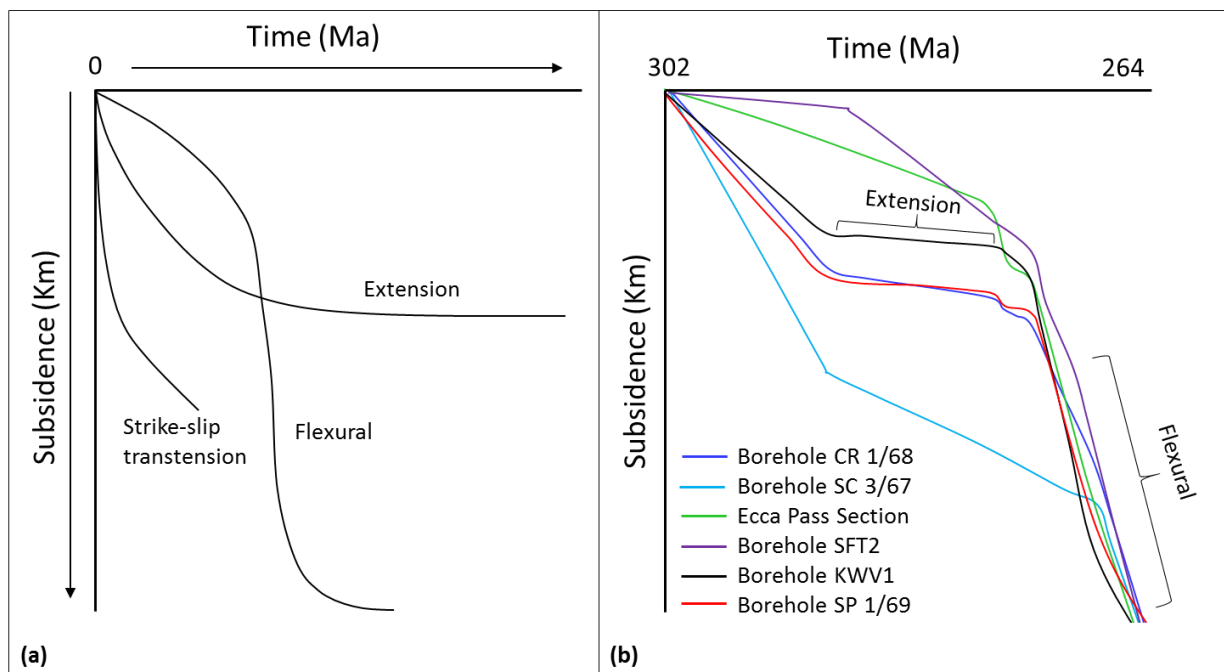 Time (Ma)
0
Subsidence (Km)
Extension
Strike-slip
transtension
Flexural
(a)
Time (Ma)
302
264
Subsidence (Km)
Extension
Flexural
Borehole CR 1/68
Borehole SC 3/67
Ecca Pass Section
Borehole SFT2
Borehole KWV1
Borehole SP 1/69
(b)